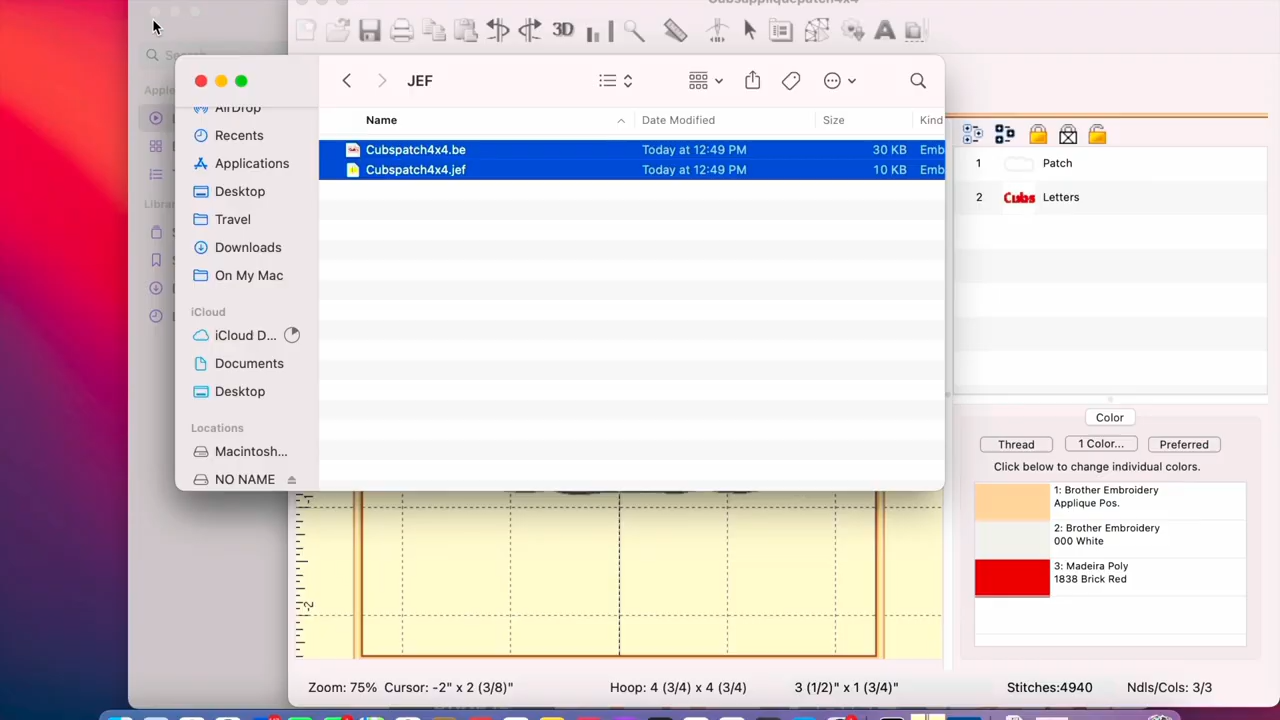 Cubsappliquepatch4x4
3D
A
Sea
Apple
JEF
AirDrop
Name
Date Modified
Size
Kind
Recents
Cubspatch4x4.be
Today at 12:49 PM
30 KB
Emb
Applications
Cubspatch4x4.jef
Today at 12:49 PM
10 KB
Emb
1
Patch
Desktop
2
Cubs
Letters
Librar
Travel
Downloads
On My Mac
iCloud
iCloud D...
Documents
Desktop
Locations
Color
Macintosh...
Thread
1 Color...
Preferred
Click below to change individual colors.
NO NAME
1: Brother Embroidery
Applique Pos.
2: Brother Embroidery
000 White
3: Madeira Poly
1838 Brick Red
-2
Zoom: 75%
Cursor: -2" x 2 (3/8)"
Hoop: 4 (3/4) x 4 (3/4)
3 (1/2)" x 1 (3/4)"
Stitches:4940
Ndls/Cols: 3/3